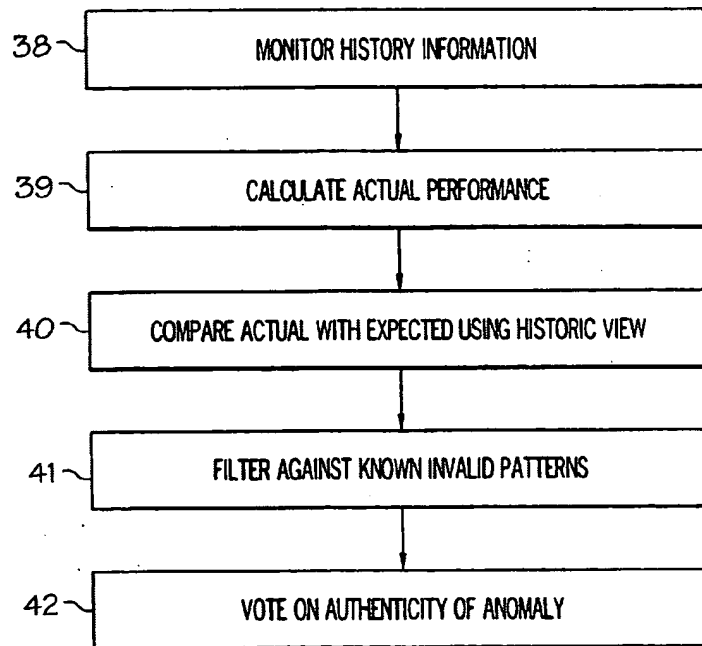 38 MONITOR HISTORY INFORMATION
39 CALCULATE ACTUAL PERFORMANCE
40 COMPARE ACTUAL WITH EXPECTED USING HISTORIC VIEW
41 FILTER AGAINST KNOWN INVALID PATTERNS
42 VOTE ON AUTHENTICITY OF ANOMALY